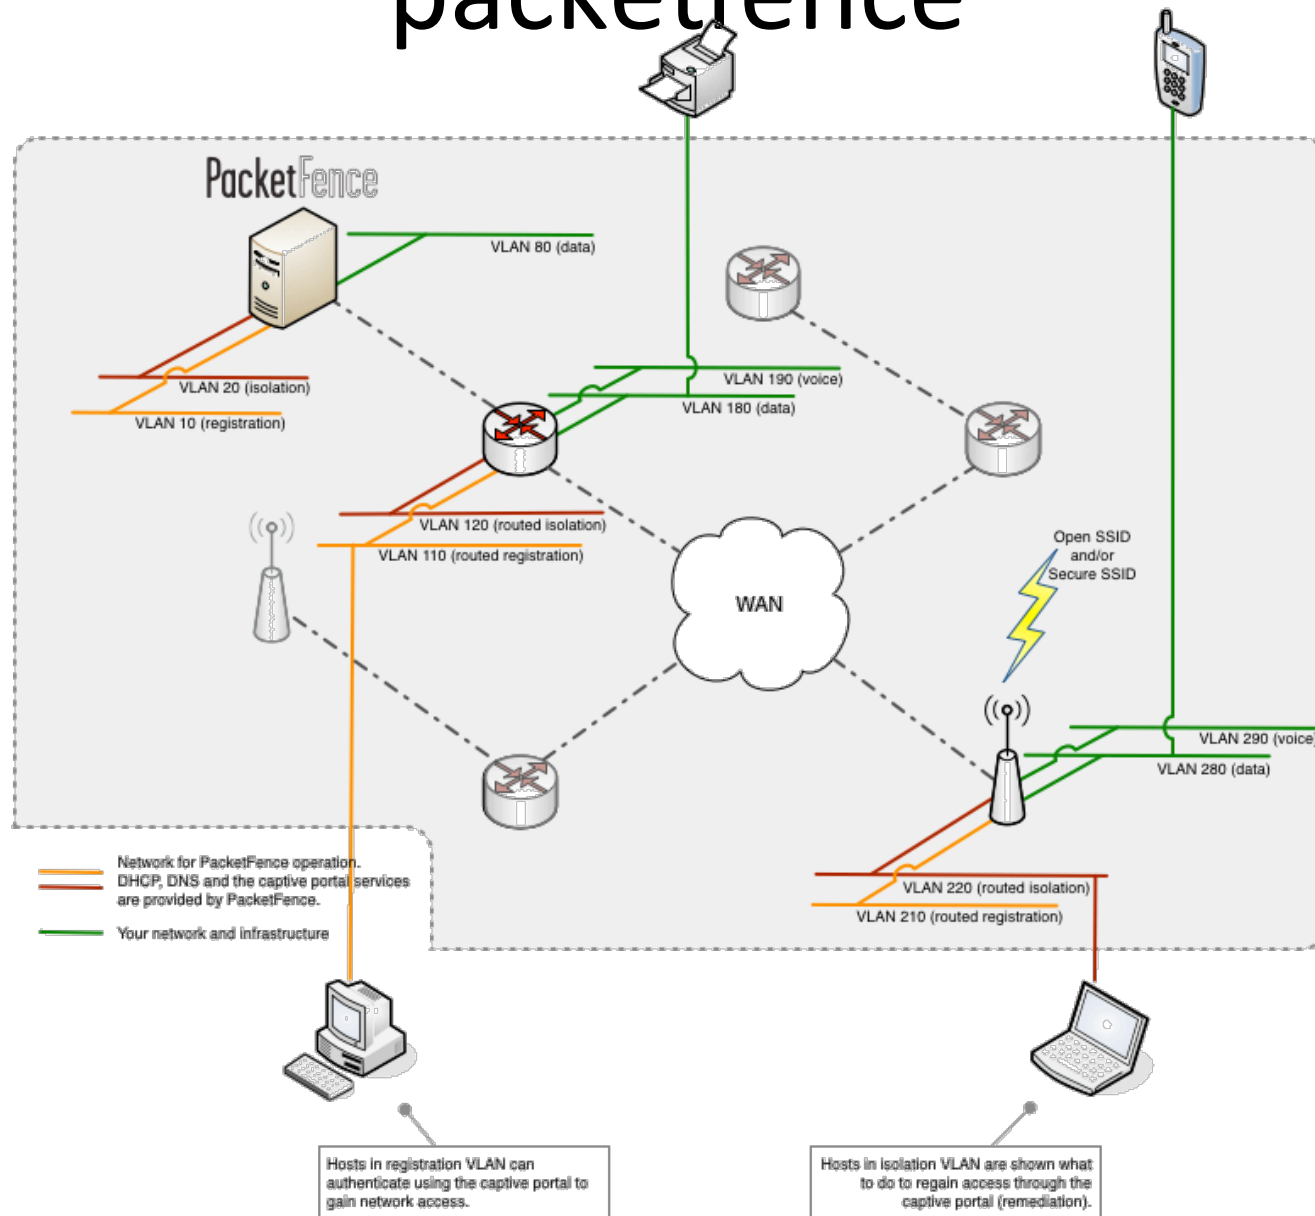 packetfence
PacketFence
VLAN 80 (data)
VLAN 20 (isolation)
VLAN 10 (registration)
VLAN 190 (voice)
VLAN 180 (data)
VLAN 120 (routed isolation)
VLAN 110 (routed registration)
WAN
Open SSID
and/or
Secure SSID
VLAN 290 (voice)
VLAN 280 (data)
VLAN 220 (routed isolation)
VLAN 210 (routed registration)
Network for PacketFence operation.
DHCP, DNS and the captive portal services
are provided by PacketFence.
Your network and infrastructure
Hosts in registration VLAN can
authenticate using the captive portal to
gain network access.
Hosts in isolation VLAN are shown what
to do to regain access through the
captive portal (remediation).